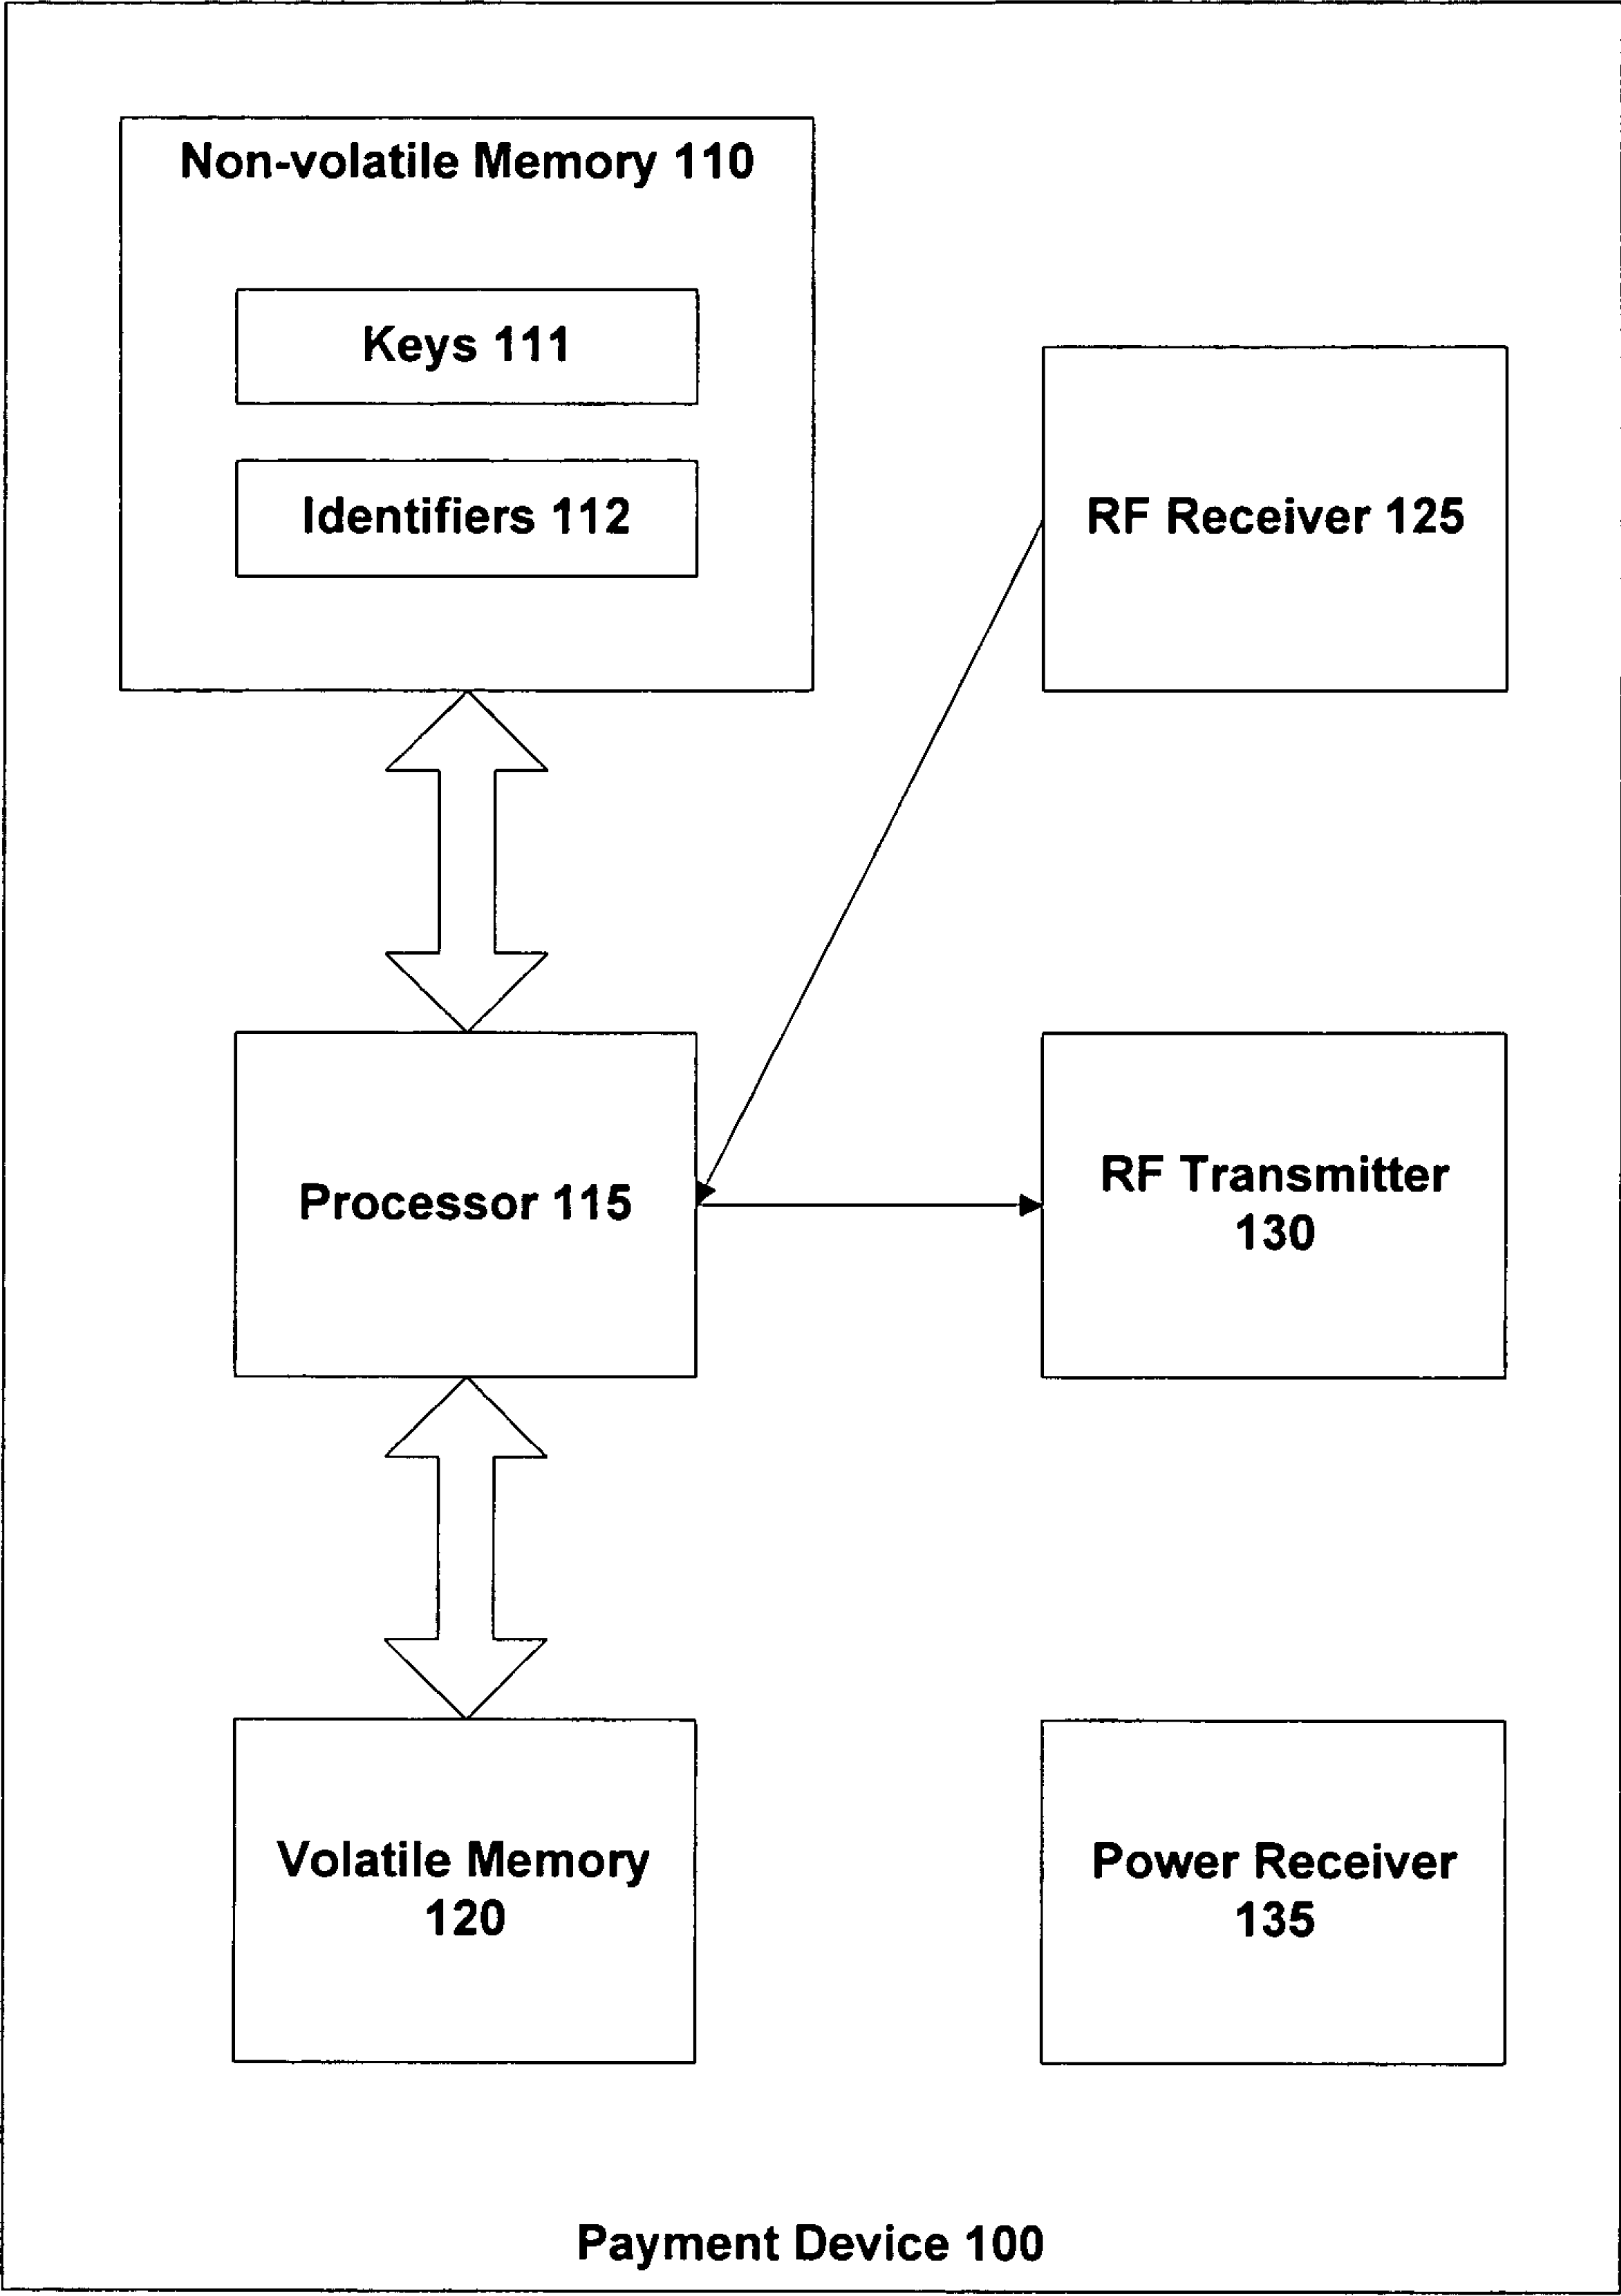 Non-volatile Memory 110
Keys 111
Identifiers 112
RF Receiver 125
Processor 115
RF Transmitter
130
Volatile Memory
120
Power Receiver
135
Payment Device 100